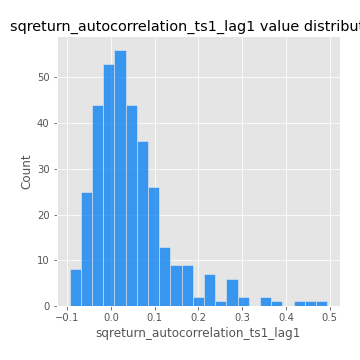 sqreturn_autocorrelation_ts1_lag1 value distribut
50
40
30
20
10
0
Count
−0.1 0.0 0.1 0.2 0.3 0.4 0.5
sqreturn_autocorrelation_ts1_lag1